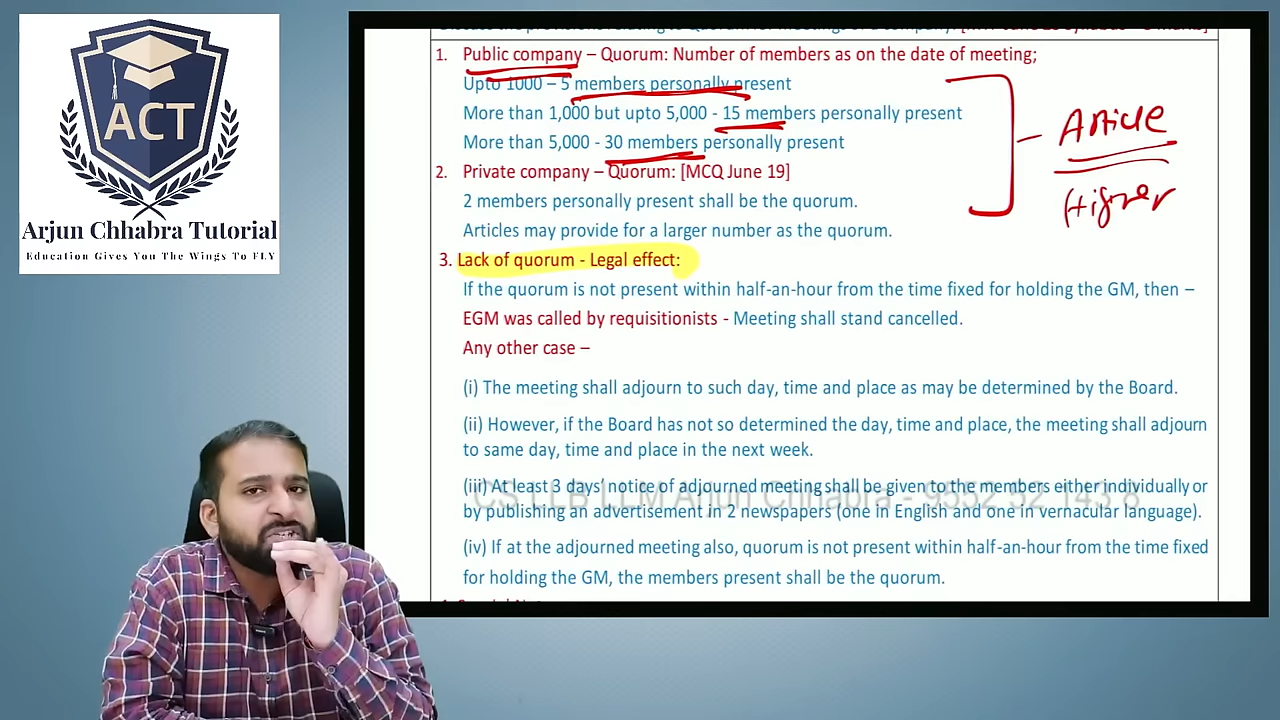 ACT
Arjun Chhabra Tutorial
Education Gives You The Wings To FLY
1. Public company – Quorum: Number of members as on the date of meeting;
Upto 1000 – 5 members personally present
More than 1,000 but upto 5,000 - 15 members personally present
More than 5,000 - 30 members personally present
Article
Higher
2. Private company – Quorum: [MCQ June 19]
2 members personally present shall be the quorum.
Articles may provide for a larger number as the quorum.
3. Lack of quorum - Legal effect:
If the quorum is not present within half-an-hour from the time fixed for holding the GM, then –
EGM was called by requisitionists - Meeting shall stand cancelled.
Any other case –
(i) The meeting shall adjourn to such day, time and place as may be determined by the Board.
(ii) However, if the Board has not so determined the day, time and place, the meeting shall adjourn
to same day, time and place in the next week.
(iii) At least 3 days' notice of adjourned meeting shall be given to the members either individually or
by publishing an advertisement in 2 newspapers (one in English and one in vernacular language).
CS LLB LLM Arjun Chhabra - 9552 52 143 8
(iv) If at the adjourned meeting also, quorum is not present within half-an-hour from the time fixed
for holding the GM, the members present shall be the quorum.